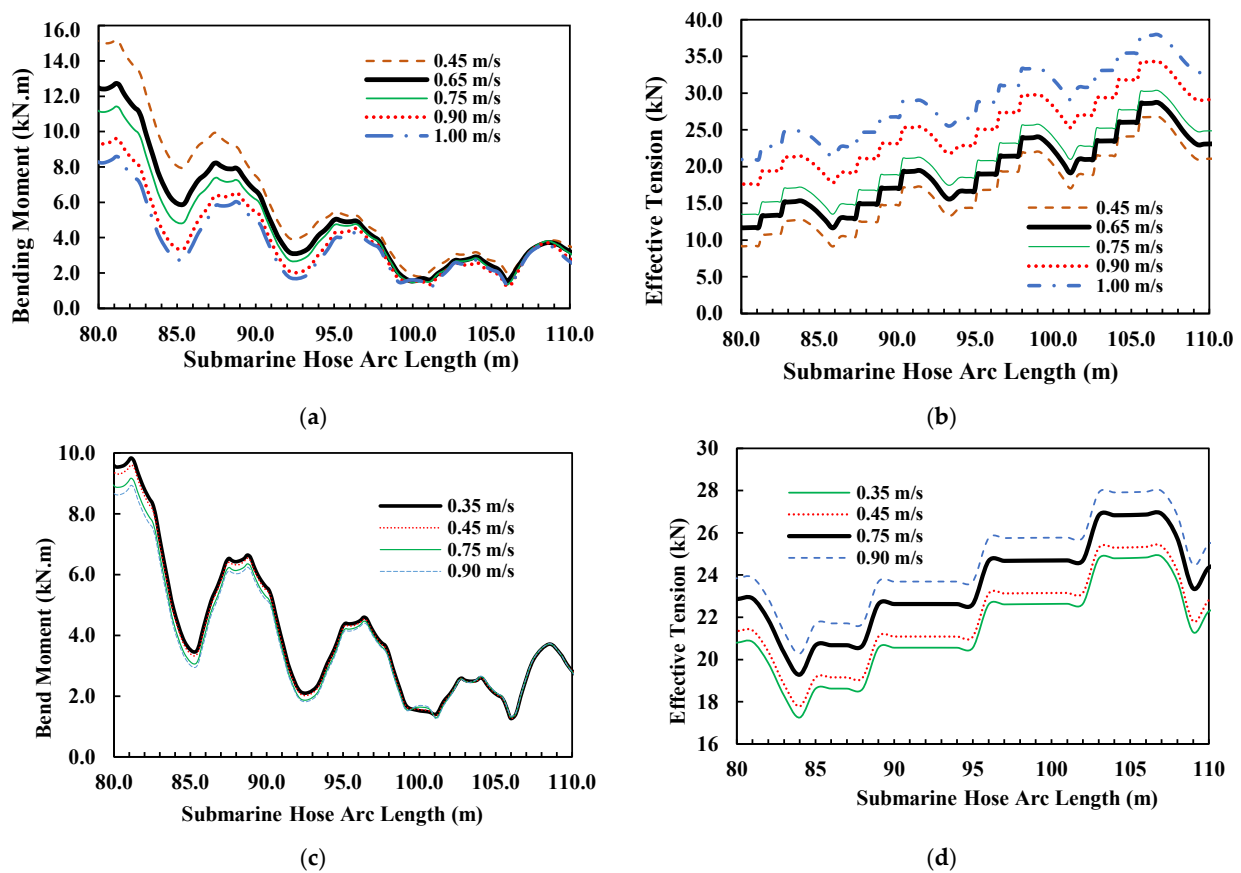 16.0
14.0
12.0
10.0
8.0
6.0
4.0
2.0
0.0
Bending Moment (kN.m)
0.45 m/s
0.65 m/s
0.75 m/s
0.90 m/s
1.00 m/s
80.0 85.0 90.0 95.0 100.0 105.0 110.0
Submarine Hose Arc Length (m)
(a)
40.0
35.0
30.0
25.0
20.0
15.0
10.0
5.0
0.0
Effective Tension (kN)
0.45 m/s
0.65 m/s
0.75 m/s
0.90 m/s
1.00 m/s
80.0 85.0 90.0 95.0 100.0 105.0 110.0
Submarine Hose Arc Length (m)
(b)
10.0
8.0
6.0
4.0
2.0
0.0
Bend Moment (kN.m)
0.35 m/s
0.45 m/s
0.75 m/s
0.90 m/s
80.0 85.0 90.0 95.0 100.0 105.0 110.0
Submarine Hose Arc Length (m)
(c)
30
28
26
24
22
20
18
16
Effective Tension (kN)
0.35 m/s
0.45 m/s
0.75 m/s
0.90 m/s
80 85 90 95 100 105 110
Submarine Hose Arc Length (m)
(d)